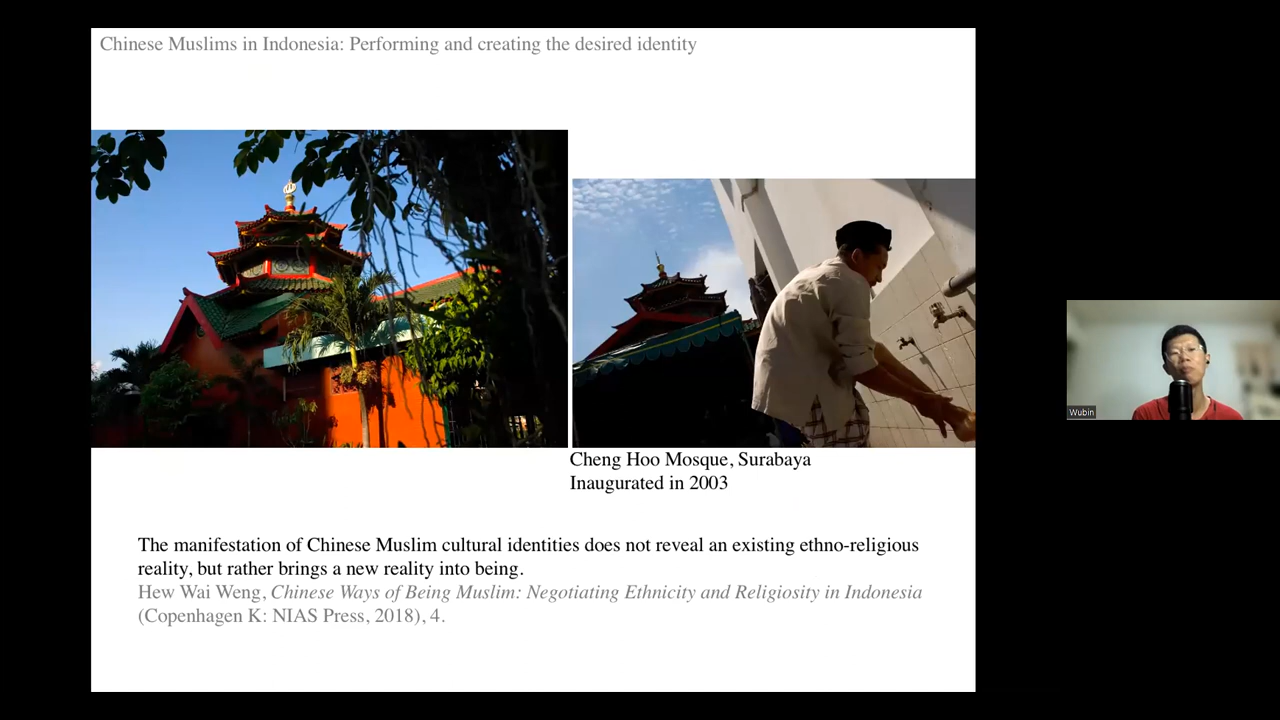 Chinese Muslims in Indonesia: Performing and creating the desired identity
Cheng Hoo Mosque, Surabaya
Inaugurated in 2003
The manifestation of Chinese Muslim cultural identities does not reveal an existing ethno-religious
reality, but rather brings a new reality into being.
Hew Wai Weng, Chinese Ways of Being Muslim: Negotiating Ethnicity and Religiosity in Indonesia
(Copenhagen K: NIAS Press, 2018), 4.
Wubin